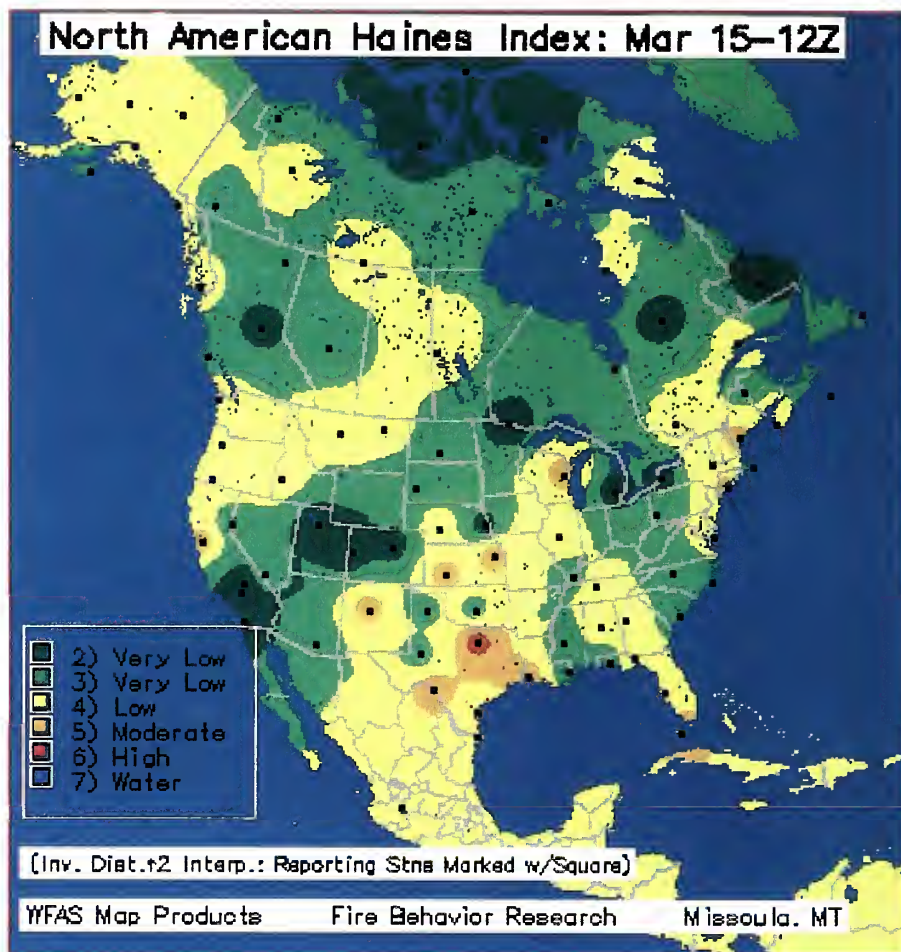 North American Haines Index: Mar 15-12Z
2) Very Low
3) Very Low
4) Low
5) Moderate
6) High
7) Water
(Inv. Dist.↑2 Interp.: Reporting Stns Marked w/Square)
WFAS Map Products Fire Behavior Research Missoula. MT